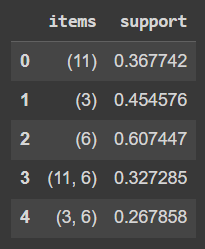 items support
0 (11) 0.367742
1 (3) 0.454576
2 (6) 0.607447
3 (11, 6) 0.327285
4 (3, 6) 0.267858